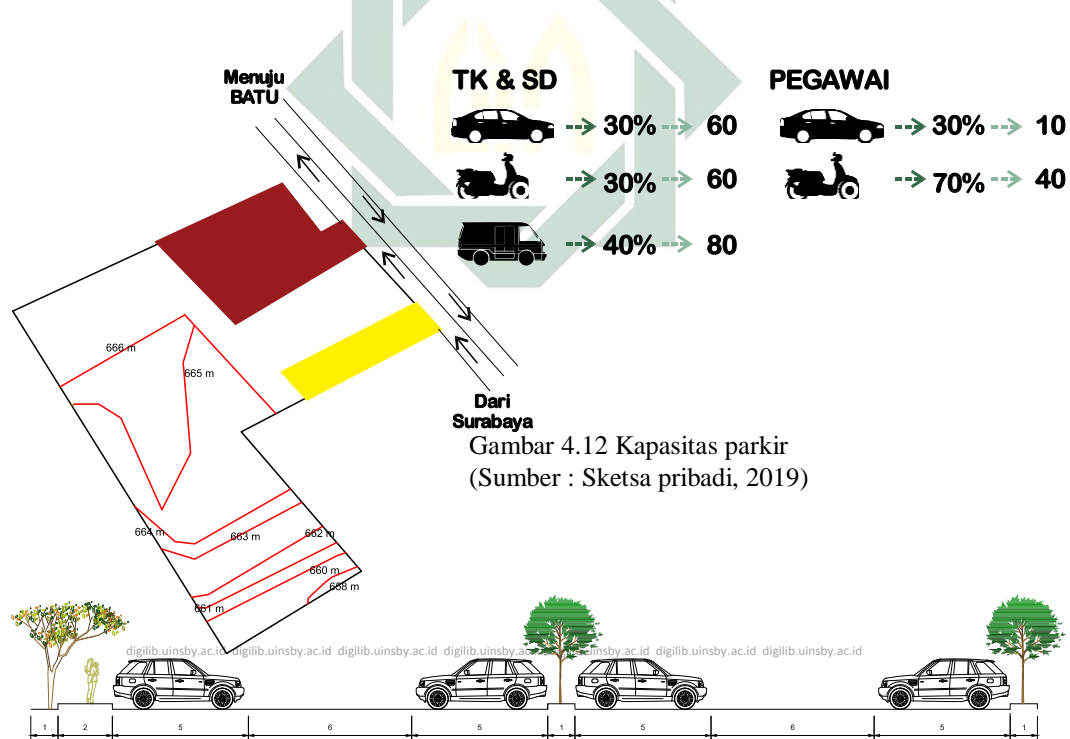 Menuju
BATU
TK & SD
30% 60
30% 60
40% 80
PEGAWAI
30% 10
70% 40
666 m
665 m
664 m
663 m
662 m
660 m
658 m
661 m
Dari
Surabaya
Gambar 4.12 Kapasitas parkir
(Sumber : Sketsa pribadi, 2019)
digilib.uinsby.ac.id digilib.uinsby.ac.id digilib.uinsby.ac.id digilib.uinsby.ac.id digilib.uinsby.ac.id digilib.uinsby.ac.id digilib.uinsby.ac.id
1 2 5 6 5 1 5 6 5 1